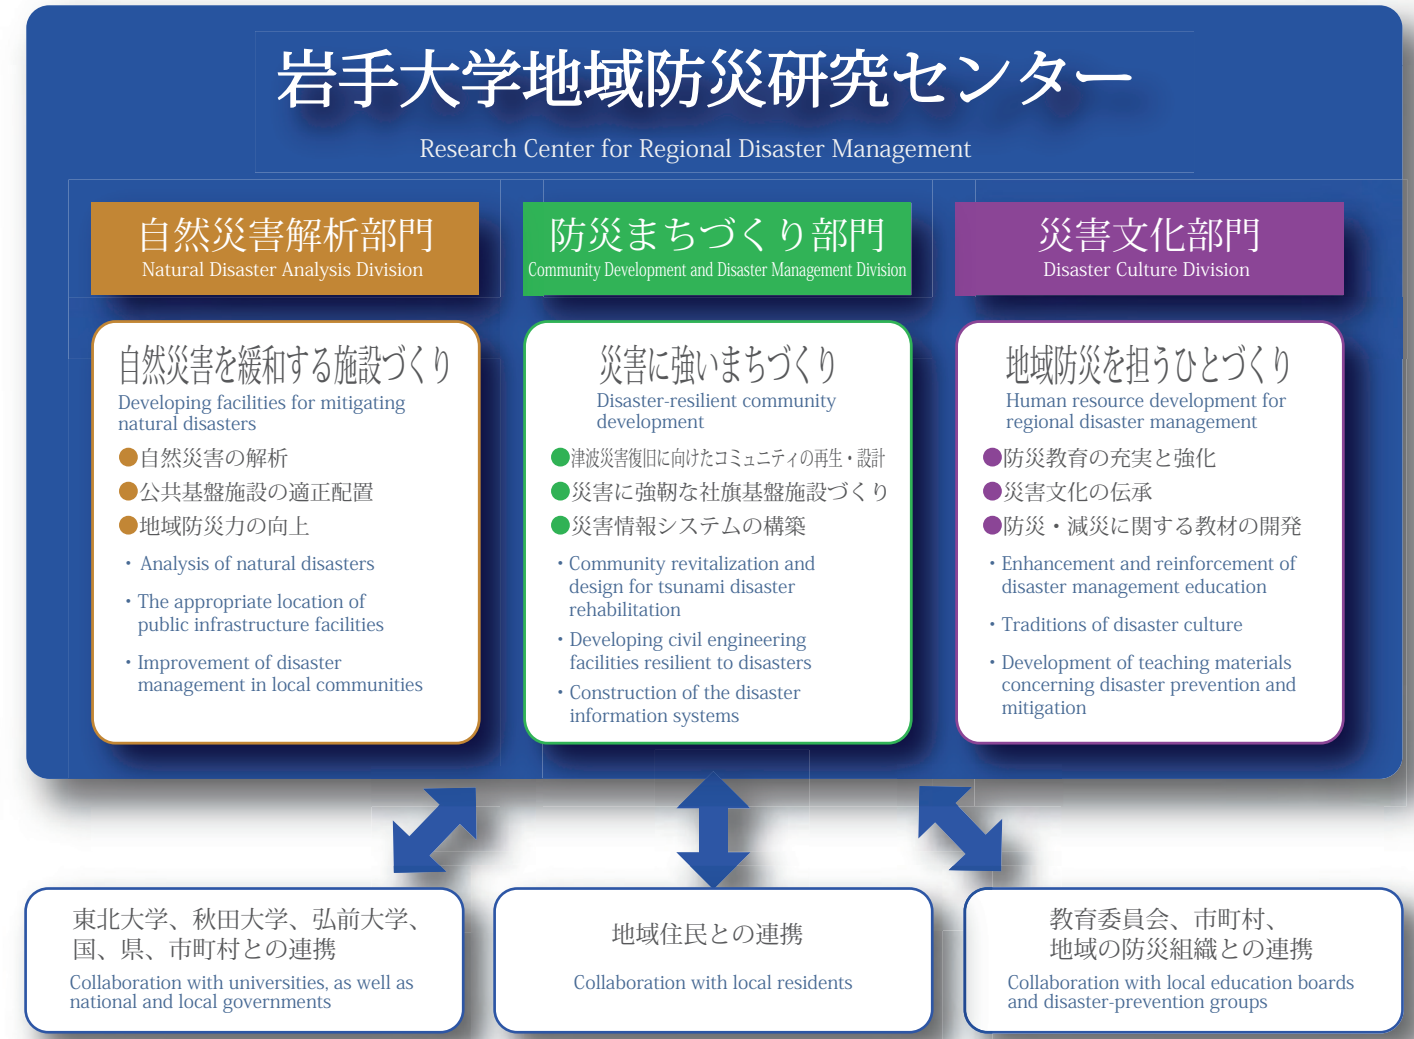 岩手大学地域防災研究センター
Research Center for Regional Disaster Management
自然災害解析部門
Natural Disaster Analysis Division
自然災害を緩和する施設づくり
Developing facilities for mitigating
natural disasters
●自然災害の解析
●公共基盤施設の適正配置
●地域防災力の向上
・Analysis of natural disasters
・The appropriate location of
public infrastructure facilities
・Improvement of disaster
management in local communities
防災まちづくり部門
Community Development and Disaster Management Division
災害に強いまちづくり
Disaster-resilient community
development
●津波災害復旧に向けたコミュニティの再生・設計
●災害に強靭な社旗基盤施設づくり
●災害情報システムの構築
・Community revitalization and
design for tsunami disaster
rehabilitation
・Developing civil engineering
facilities resilient to disasters
・Construction of the disaster
information systems
災害文化部門
Disaster Culture Division
地域防災を担うひとづくり
Human resource development for
regional disaster management
●防災教育の充実と強化
●災害文化の伝承
●防災・減災に関する教材の開発
・Enhancement and reinforcement of
disaster management education
・Traditions of disaster culture
・Development of teaching materials
concerning disaster prevention and
mitigation
東北大学、秋田大学、弘前大学、
国、県、市町村との連携
Collaboration with universities, as well as
national and local governments
地域住民との連携
Collaboration with local residents
教育委員会、市町村、
地域の防災組織との連携
Collaboration with local education boards
and disaster-prevention groups